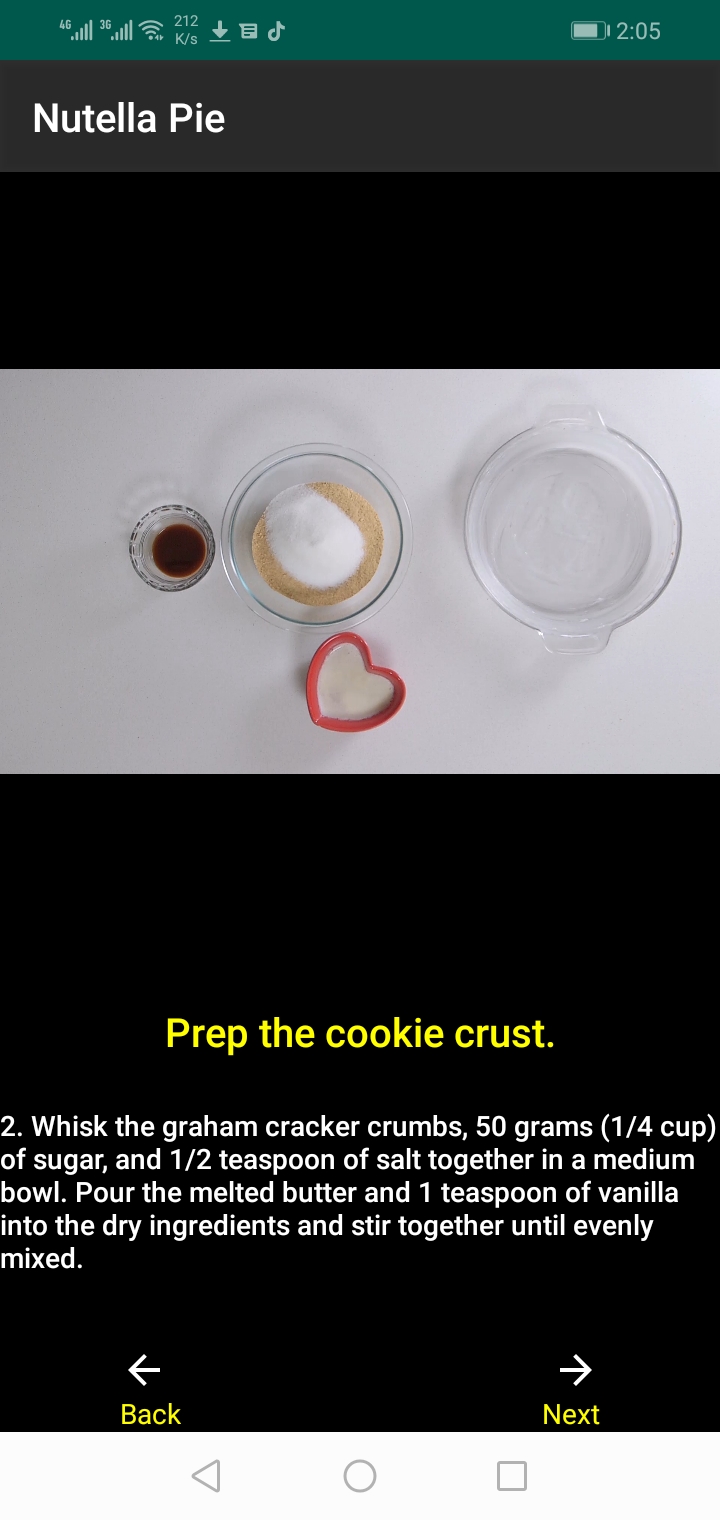 4G 3G 212 K/s 2:05
Nutella Pie
Prep the cookie crust.
2. Whisk the graham cracker crumbs, 50 grams (1/4 cup)
of sugar, and 1/2 teaspoon of salt together in a medium
bowl. Pour the melted butter and 1 teaspoon of vanilla
into the dry ingredients and stir together until evenly
mixed.
Back Next